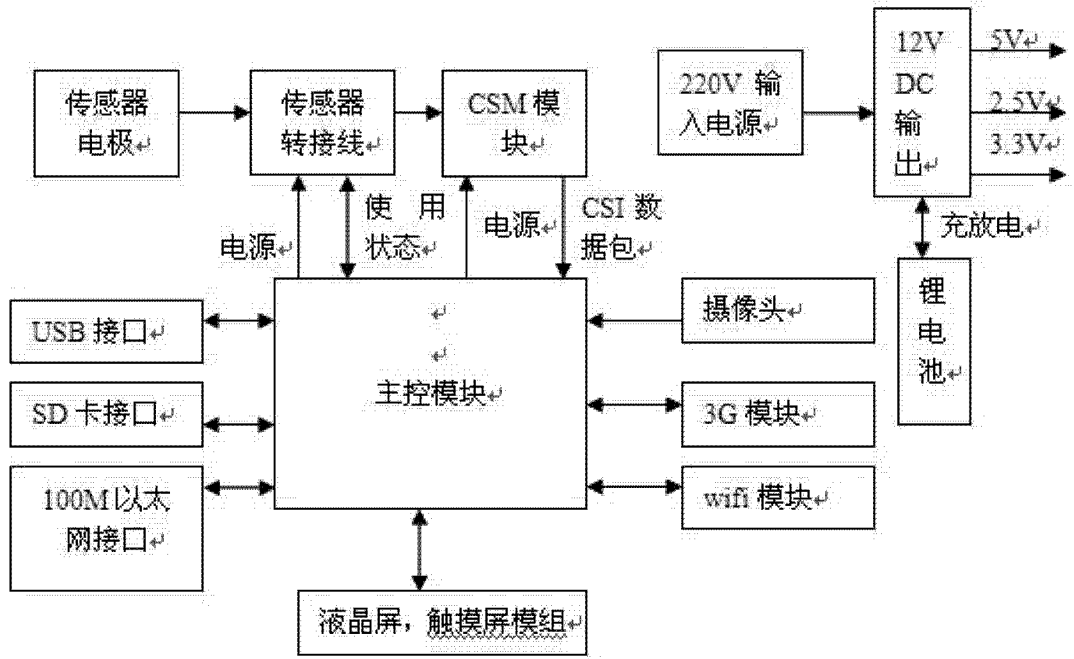 传感器
电极
传感器
转接线
CSM 模
块
220V 输
入电源
12V
DC
输
出
5V
2.5V
3.3V
电源
使 用
状态
电源
CSI 数
据包
充放电
锂
电
池
USB 接口
SD 卡接口
100M 以太
网接口
主控模块
摄像头
3G 模块
wifi 模块
液晶屏，触摸屏模组